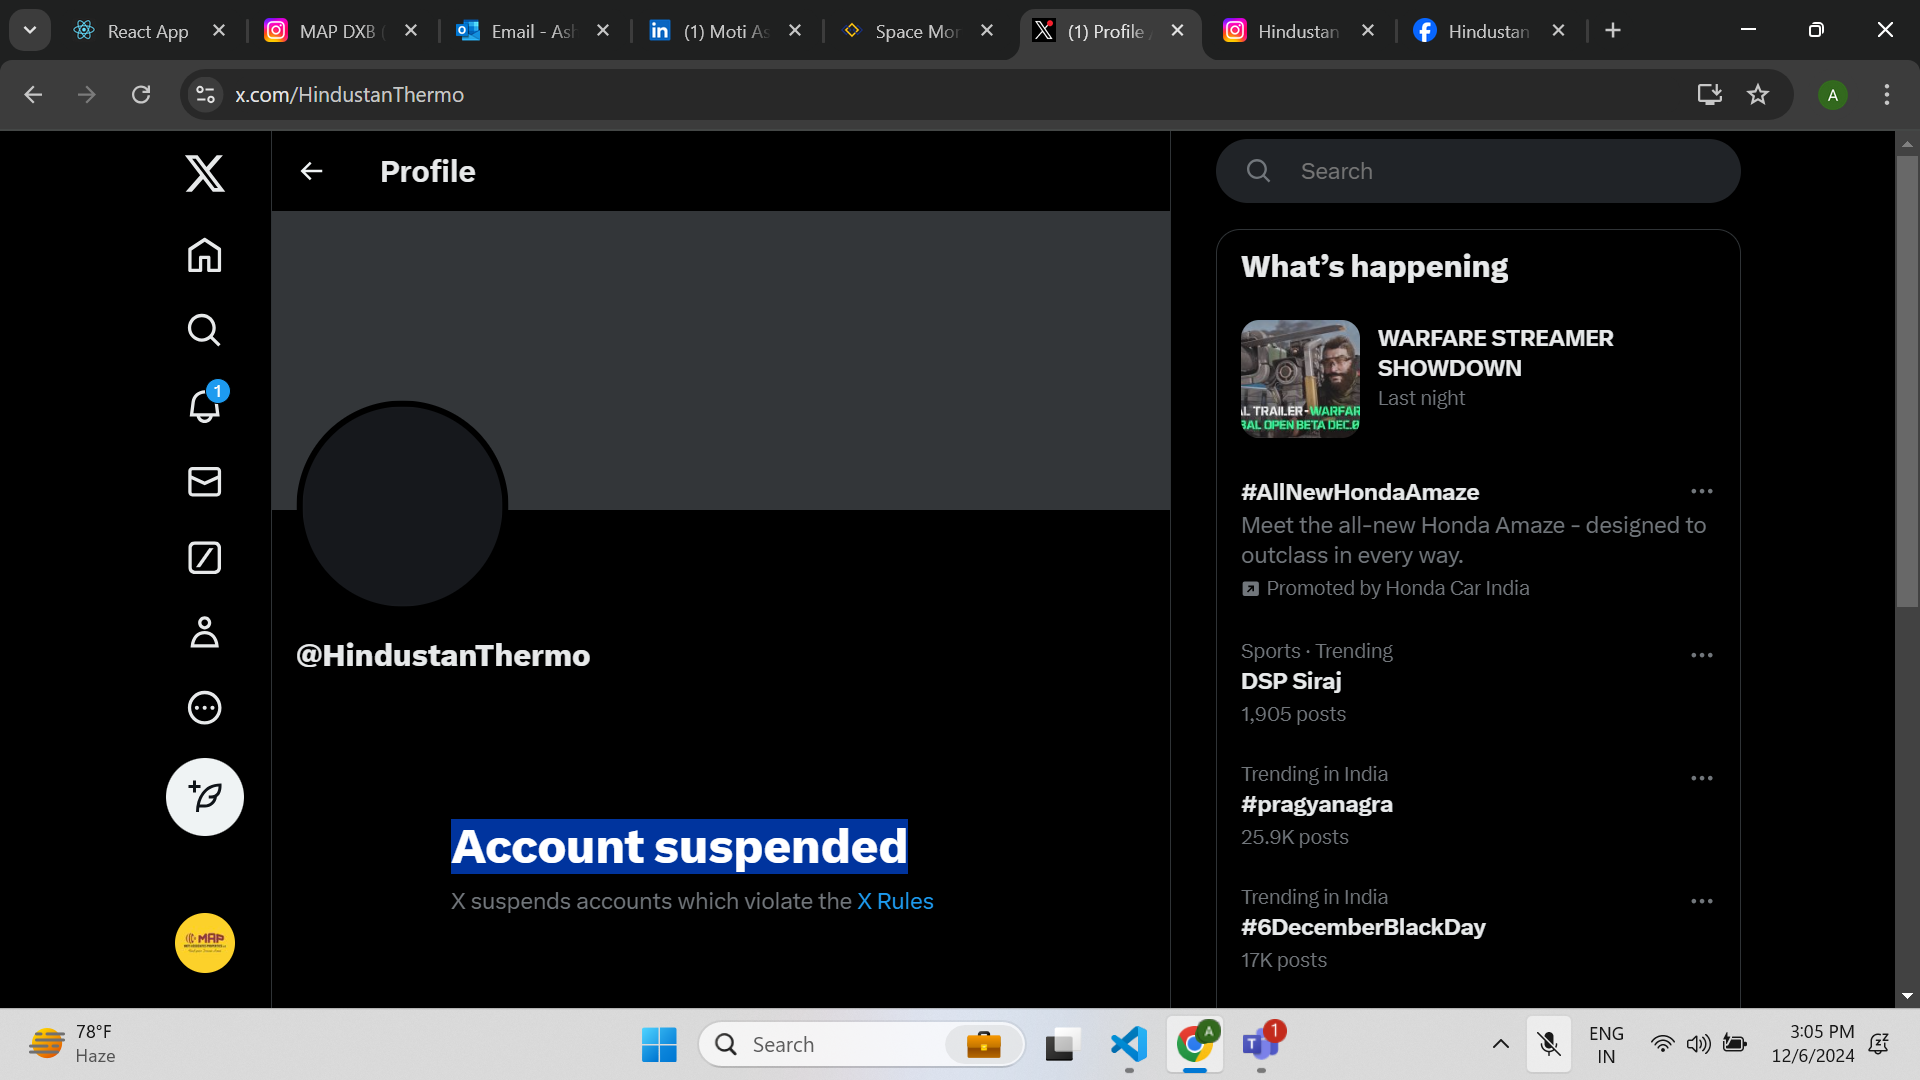 React App
MAP DXB (
Email - Ash
(1) Moti As
Space Mor
(1) Profile
Hindustan
Hindustan
x.com/HindustanThermo
A
Profile
Search
What's happening
WARFARE STREAMER
SHOWDOWN
Last night
AL TRAILER-WARFAR
BAL OPEN BETA DEC.0
#AllNewHondaAmaze
Meet the all-new Honda Amaze - designed to
outclass in every way.
Promoted by Honda Car India
1
@HindustanThermo
Sports · Trending
DSP Siraj
1,905 posts
Trending in India
#pragyanagra
25.9K posts
Account suspended
X suspends accounts which violate the X Rules
Trending in India
#6DecemberBlackDay
17K posts
MAP
78°F
Haze
Search
A
1
ENG
IN
3:05 PM
12/6/2024